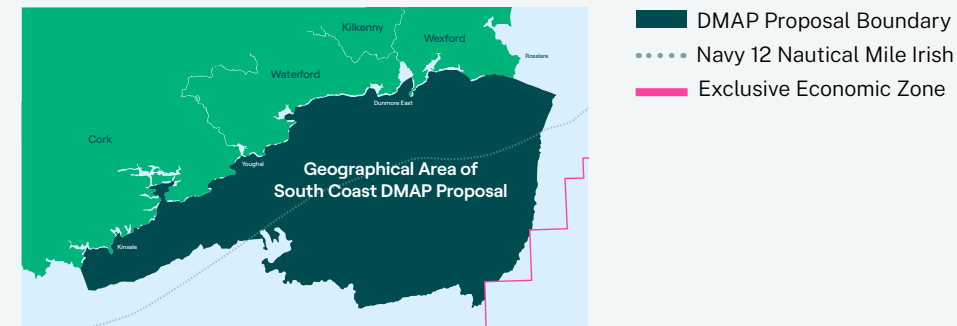 Kilkenny
Wexford
Rosslare
Waterford
Dunmore East
Cork
Youghal
Geographical Area of
South Coast DMAP Proposal
Kinsale
DMAP Proposal Boundary
Navy 12 Nautical Mile Irish
Exclusive Economic Zone